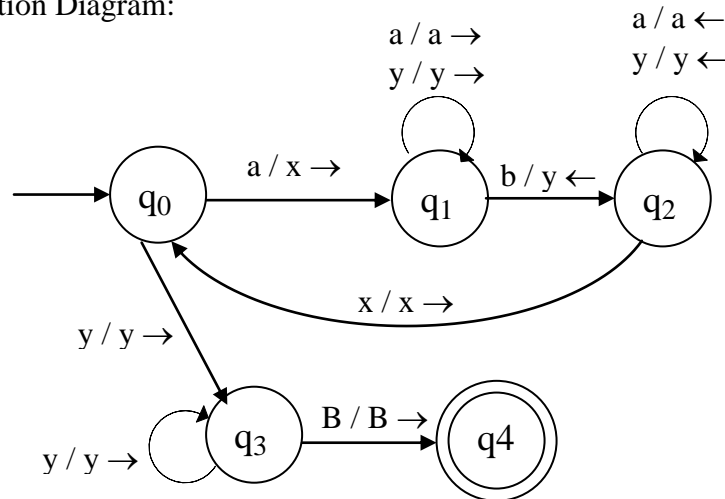 tion Diagram:
a / a →
y / y →
a / a ←
y / y ←
a / x →
b / y ←
q0
q1
q2
x / x →
y / y →
B / B →
q3
q4
y / y →